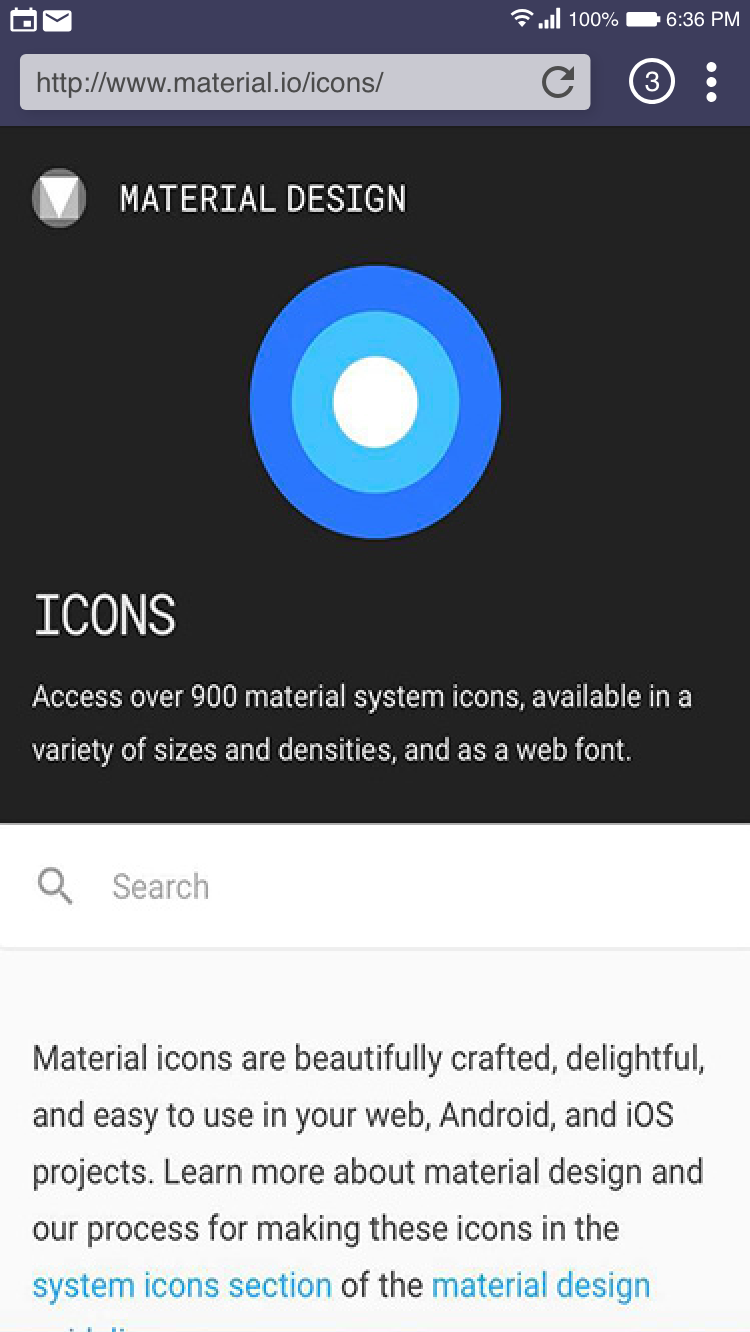 100% 6:36 PM
http://www.material.io/icons/ 3
MATERIAL DESIGN
ICONS
Access over 900 material system icons, available in a
variety of sizes and densities, and as a web font.
Search
Material icons are beautifully crafted, delightful,
and easy to use in your web, Android, and iOS
projects. Learn more about material design and
our process for making these icons in the
system icons section of the material design